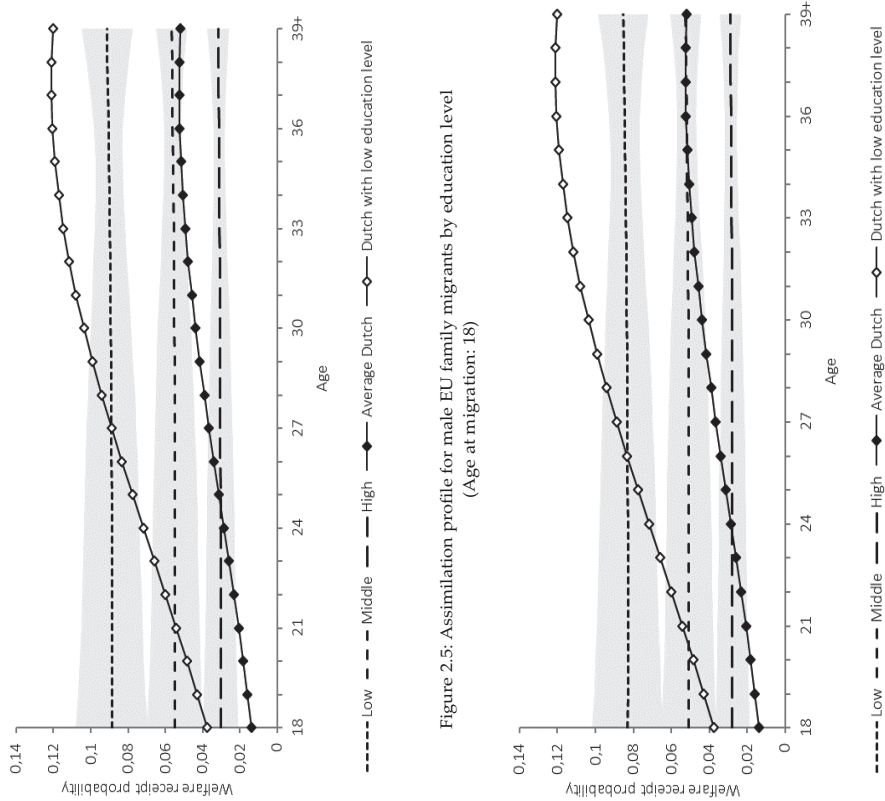 Welfare receipt probability
0,14
0,12
0,1
0,08
0,06
0,04
0,02
0
18 21 24 27 30 33 36 39+
Age
Low Middle High Average Dutch Dutch with low education level
Figure 2.5: Assimilation profile for male EU family migrants by education level
(Age at migration: 18)
Welfare receipt probability
0,14
0,12
0,1
0,08
0,06
0,04
0,02
0
18 21 24 27 30 33 36 39+
Age
Low Middle High Average Dutch Dutch with low education level